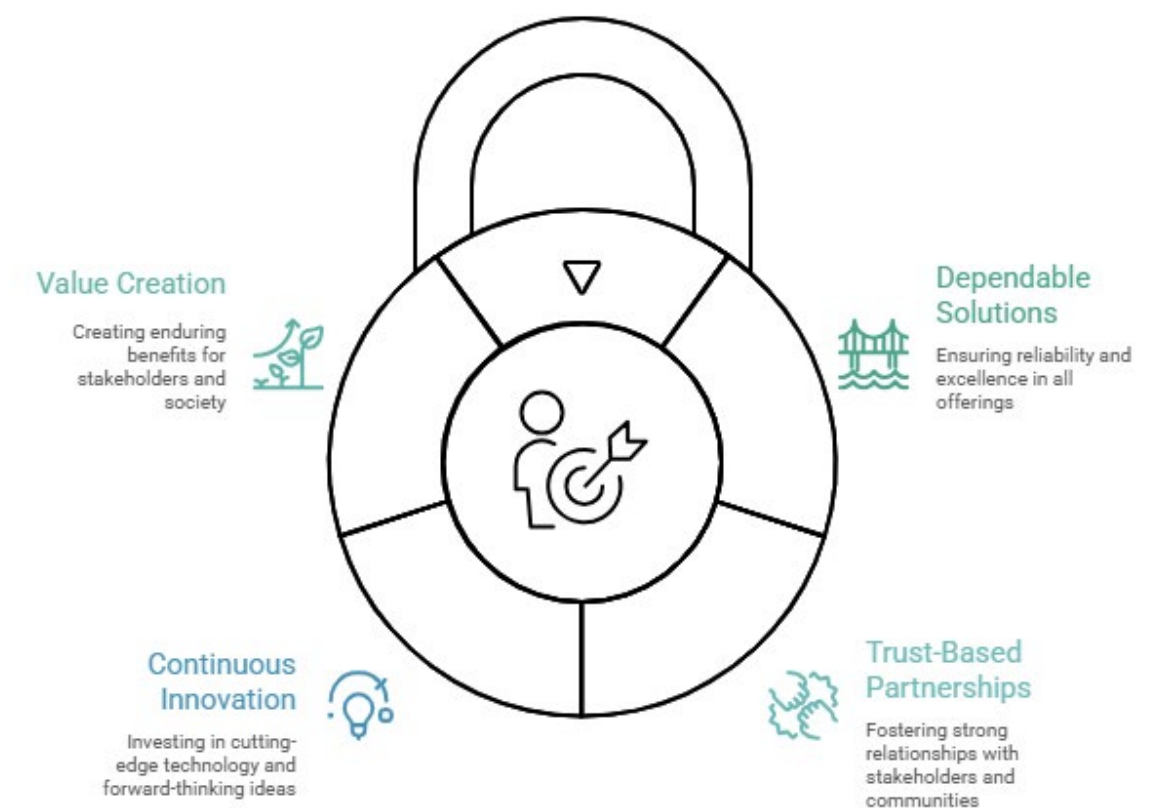 Value Creation
Creating enduring
benefits for
stakeholders and
society
Dependable
Solutions
Ensuring reliability and
excellence in all
offerings
Continuous
Innovation
Investing in cutting-
edge technology and
forward-thinking ideas
Trust-Based
Partnerships
Fostering strong
relationships with
stakeholders and
communities